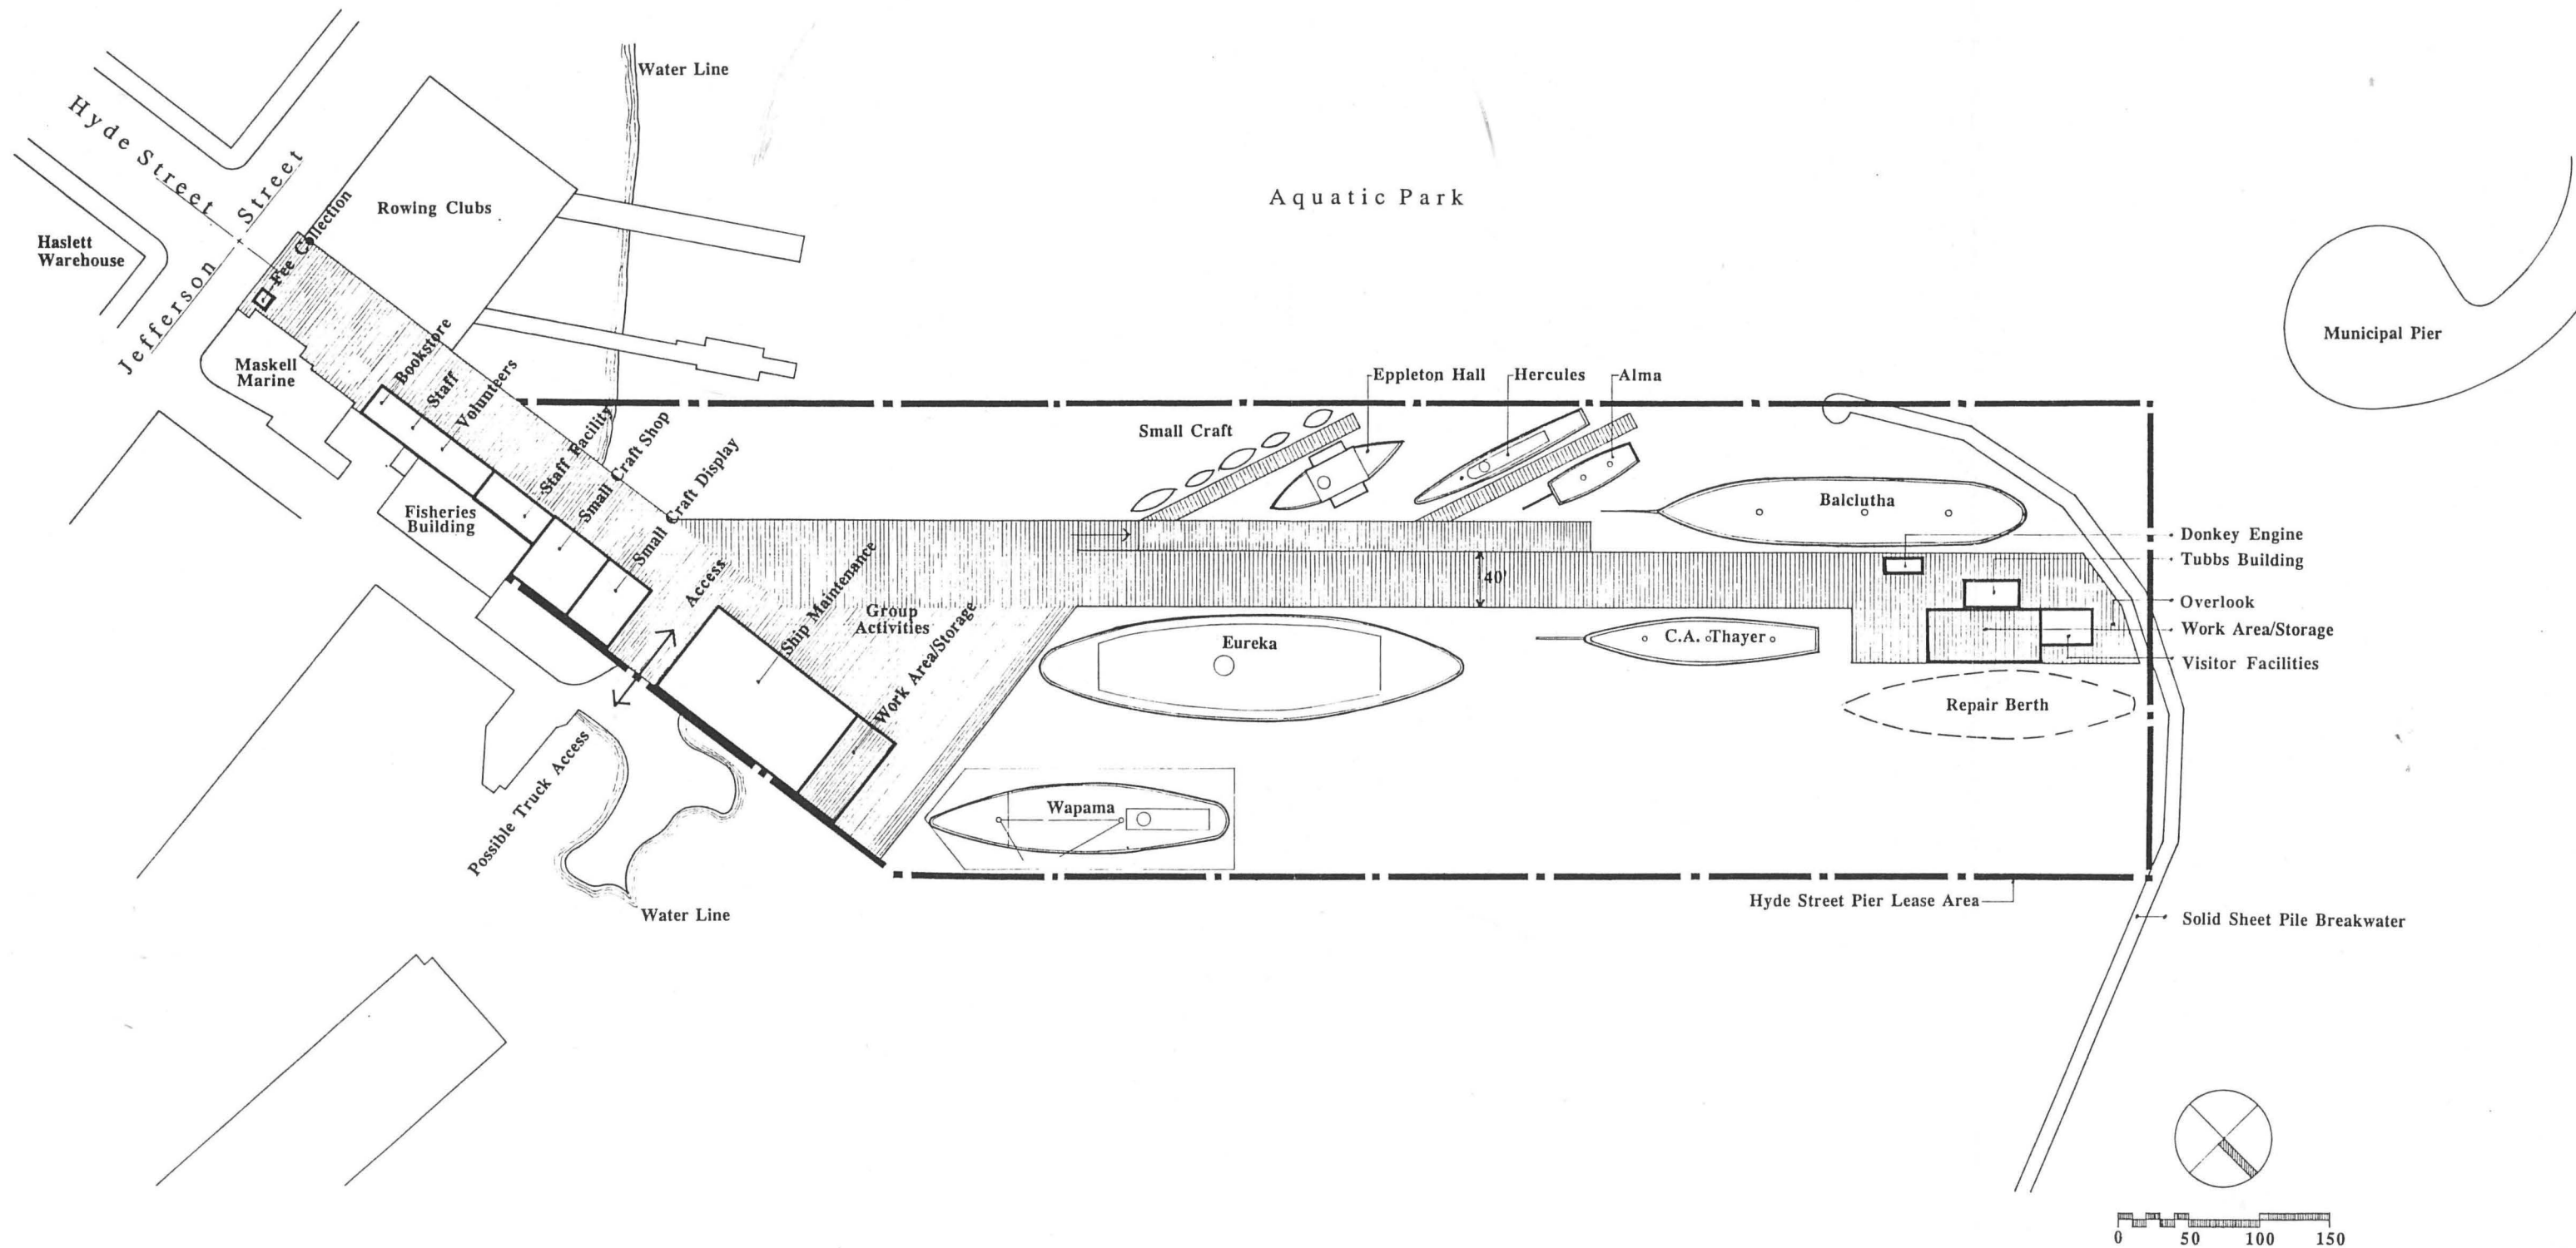 Water Line
Hyde Street
Jefferson Street
Haslett
Warehouse
Rowing Clubs
Fee Collection
Aquatic Park
Municipal Pier
Maskell
Marine
Bookstore
Staff
Volunteers
Staff Facility
Small Craft Shop
Small Craft Display
Fisheries
Building
Eppleton Hall
Hercules
Alma
Small Craft
Balclutha
Donkey Engine
Tubbs Building
Overlook
Work Area/Storage
Visitor Facilities
Access
Ship Maintenance
Group
Activities
Work Area/Storage
40'
Eureka
C.A. Thayer
Repair Berth
Possible Truck Access
Wapama
Water Line
Hyde Street Pier Lease Area
Solid Sheet Pile Breakwater
0 50 100 150